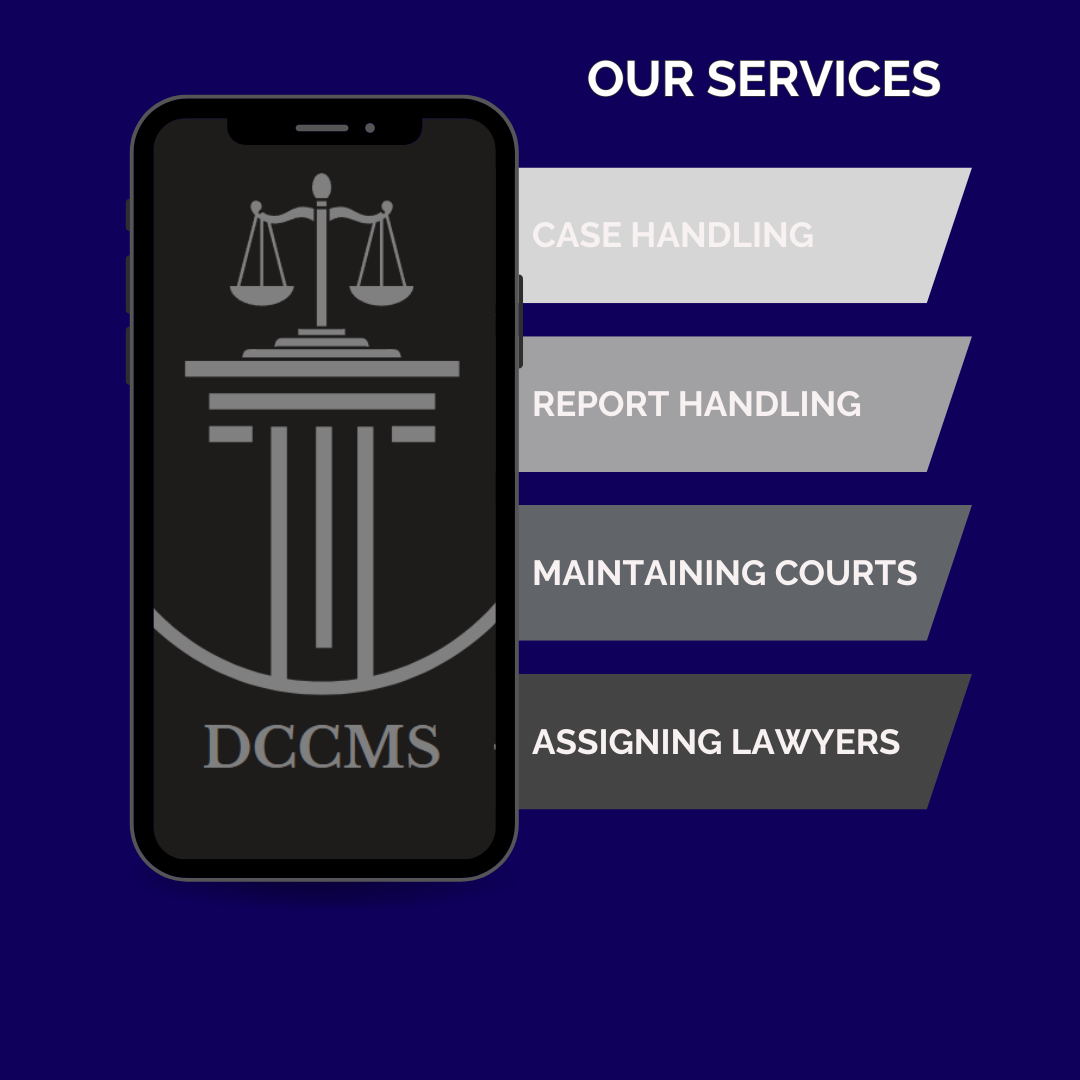 OUR SERVICES
CASE HANDLING
REPORT HANDLING
MAINTAINING COURTS
ASSIGNING LAWYERS
DCCMS